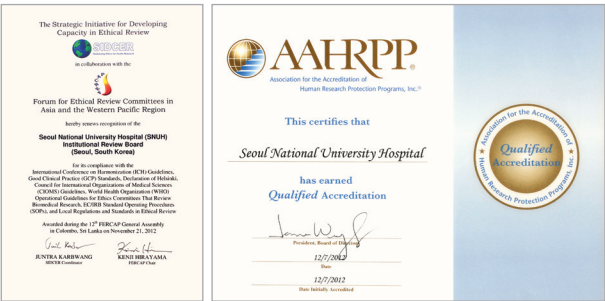 The Strategic Initiative for Developing
Capacity in Ethical Review
SIDCER
in collaboration with the
FERCAP
Forum for Ethical Review Committees in
Asia and the Western Pacific Region
hereby renews recognition of the
Seoul National University Hospital (SNUH)
Institutional Review Board
(Seoul, South Korea)
for its compliance with the
International Conference on Harmonization (ICH) Guidelines,
Good Clinical Practice (GCP) Standards, Declaration of Helsinki,
Council for International Organizations of Medical Sciences
(CIOMS) Guidelines, World Health Organization (WHO)
Operational Guidelines for Ethics Committees That Review
Biomedical Research, EC/IRB Standard Operating Procedures
(SOPs), and Local Regulations and Standards in Ethical Review
Awarded during the 12th FERCAP General Assembly
in Colombo, Sri Lanka on November 21, 2012
JUNTRA KARBWANG
SIDCER Coordinator
KENJI HIRAYAMA
FERCAP Chair
AAHRPP®
Association for the Accreditation of
Human Research Protection Programs, Inc.®
This certifies that
Seoul National University Hospital
has earned
Qualified Accreditation
President, Board of Directors
12/7/2012
Date
12/7/2012
Date Initially Accredited
Association for the Accreditation of
Human Research Protection Programs, Inc.
Qualified
Accreditation